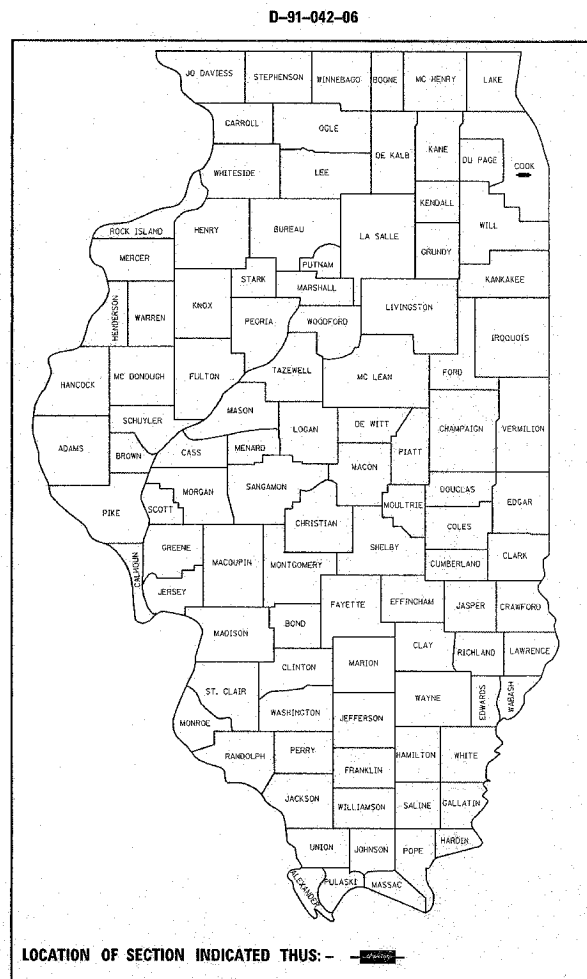 D-91-042-06
JO DAVIESS STEPHENSON WINNEBAGO BOONE MC HENRY LAKE
CARROLL OGLE
DE KALB KANE
DU PAGE COOK
WHITESIDE LEE
KENDALL
WILL
ROCK ISLAND HENRY BUREAU LA SALLE
GRUNDY
MERCER PUTNAM
KANKAKEE
STARK MARSHALL
HENDERSON WARREN KNOX PEORIA WOODFORD LIVINGSTON
IROQUOIS
HANCOCK MC DONOUGH FULTON TAZEWELL MC LEAN FORD
MASON
SCHUYLER LOGAN DE WITT CHAMPAIGN VERMILION
ADAMS BROWN CASS MENARD MACON PIATT
SANGAMON DOUGLAS
PIKE SCOTT MORGAN MOULTRIE EDGAR
CHRISTIAN COLES
GREENE MACOUPIN MONTGOMERY SHELBY
CALHOUN CUMBERLAND CLARK
JERSEY
FAYETTE EFFINGHAM JASPER CRAWFORD
MADISON BOND
CLAY RICHLAND LAWRENCE
CLINTON MARION
ST. CLAIR WAYNE EDWARDS WABASH
WASHINGTON JEFFERSON
MONROE
RANDOLPH PERRY HAMILTON WHITE
FRANKLIN
JACKSON WILLIAMSON SALINE GALLATIN
UNION JOHNSON POPE HARDIN
ALEXANDER PULASKI MASSAC
LOCATION OF SECTION INDICATED THUS: -